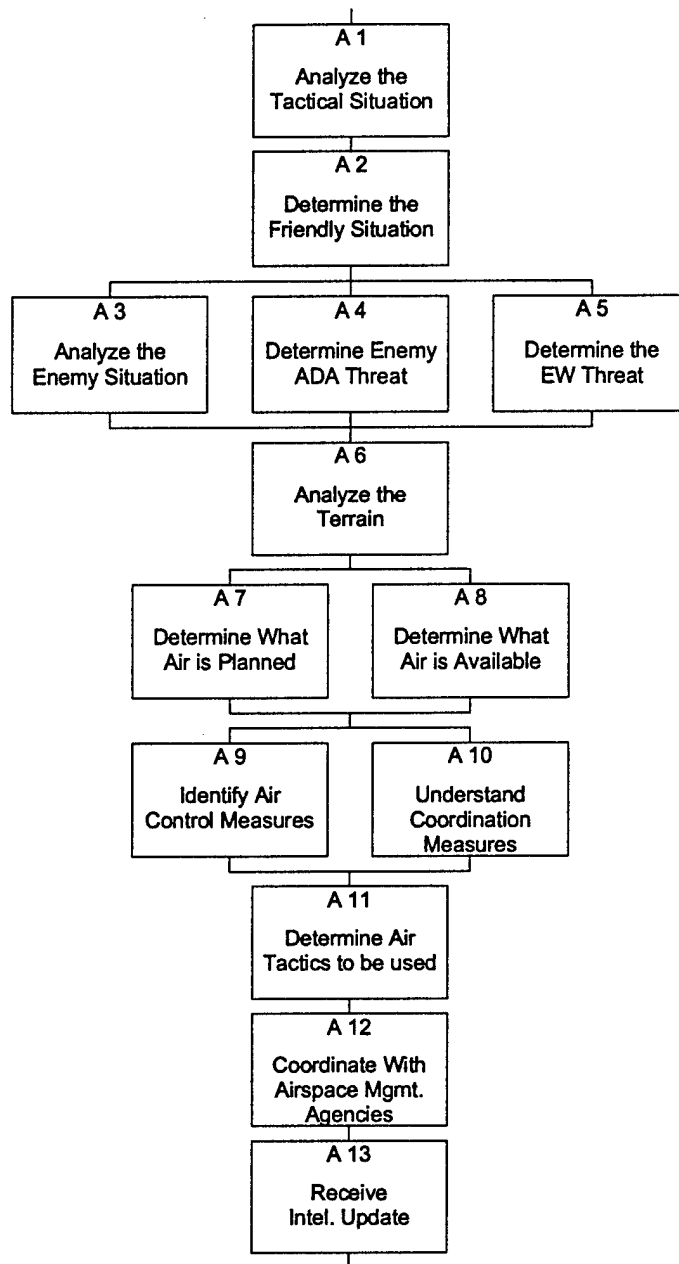 A 1
Analyze the
Tactical Situation
A 2
Determine the
Friendly Situation
A 3
Analyze the
Enemy Situation
A 4
Determine Enemy
ADA Threat
A 5
Determine the
EW Threat
A 6
Analyze the
Terrain
A 7
Determine What
Air is Planned
A 8
Determine What
Air is Available
A 9
Identify Air
Control Measures
A 10
Understand
Coordination
Measures
A 11
Determine Air
Tactics to be used
A 12
Coordinate With
Airspace Mgmt.
Agencies
A 13
Receive
Intel. Update